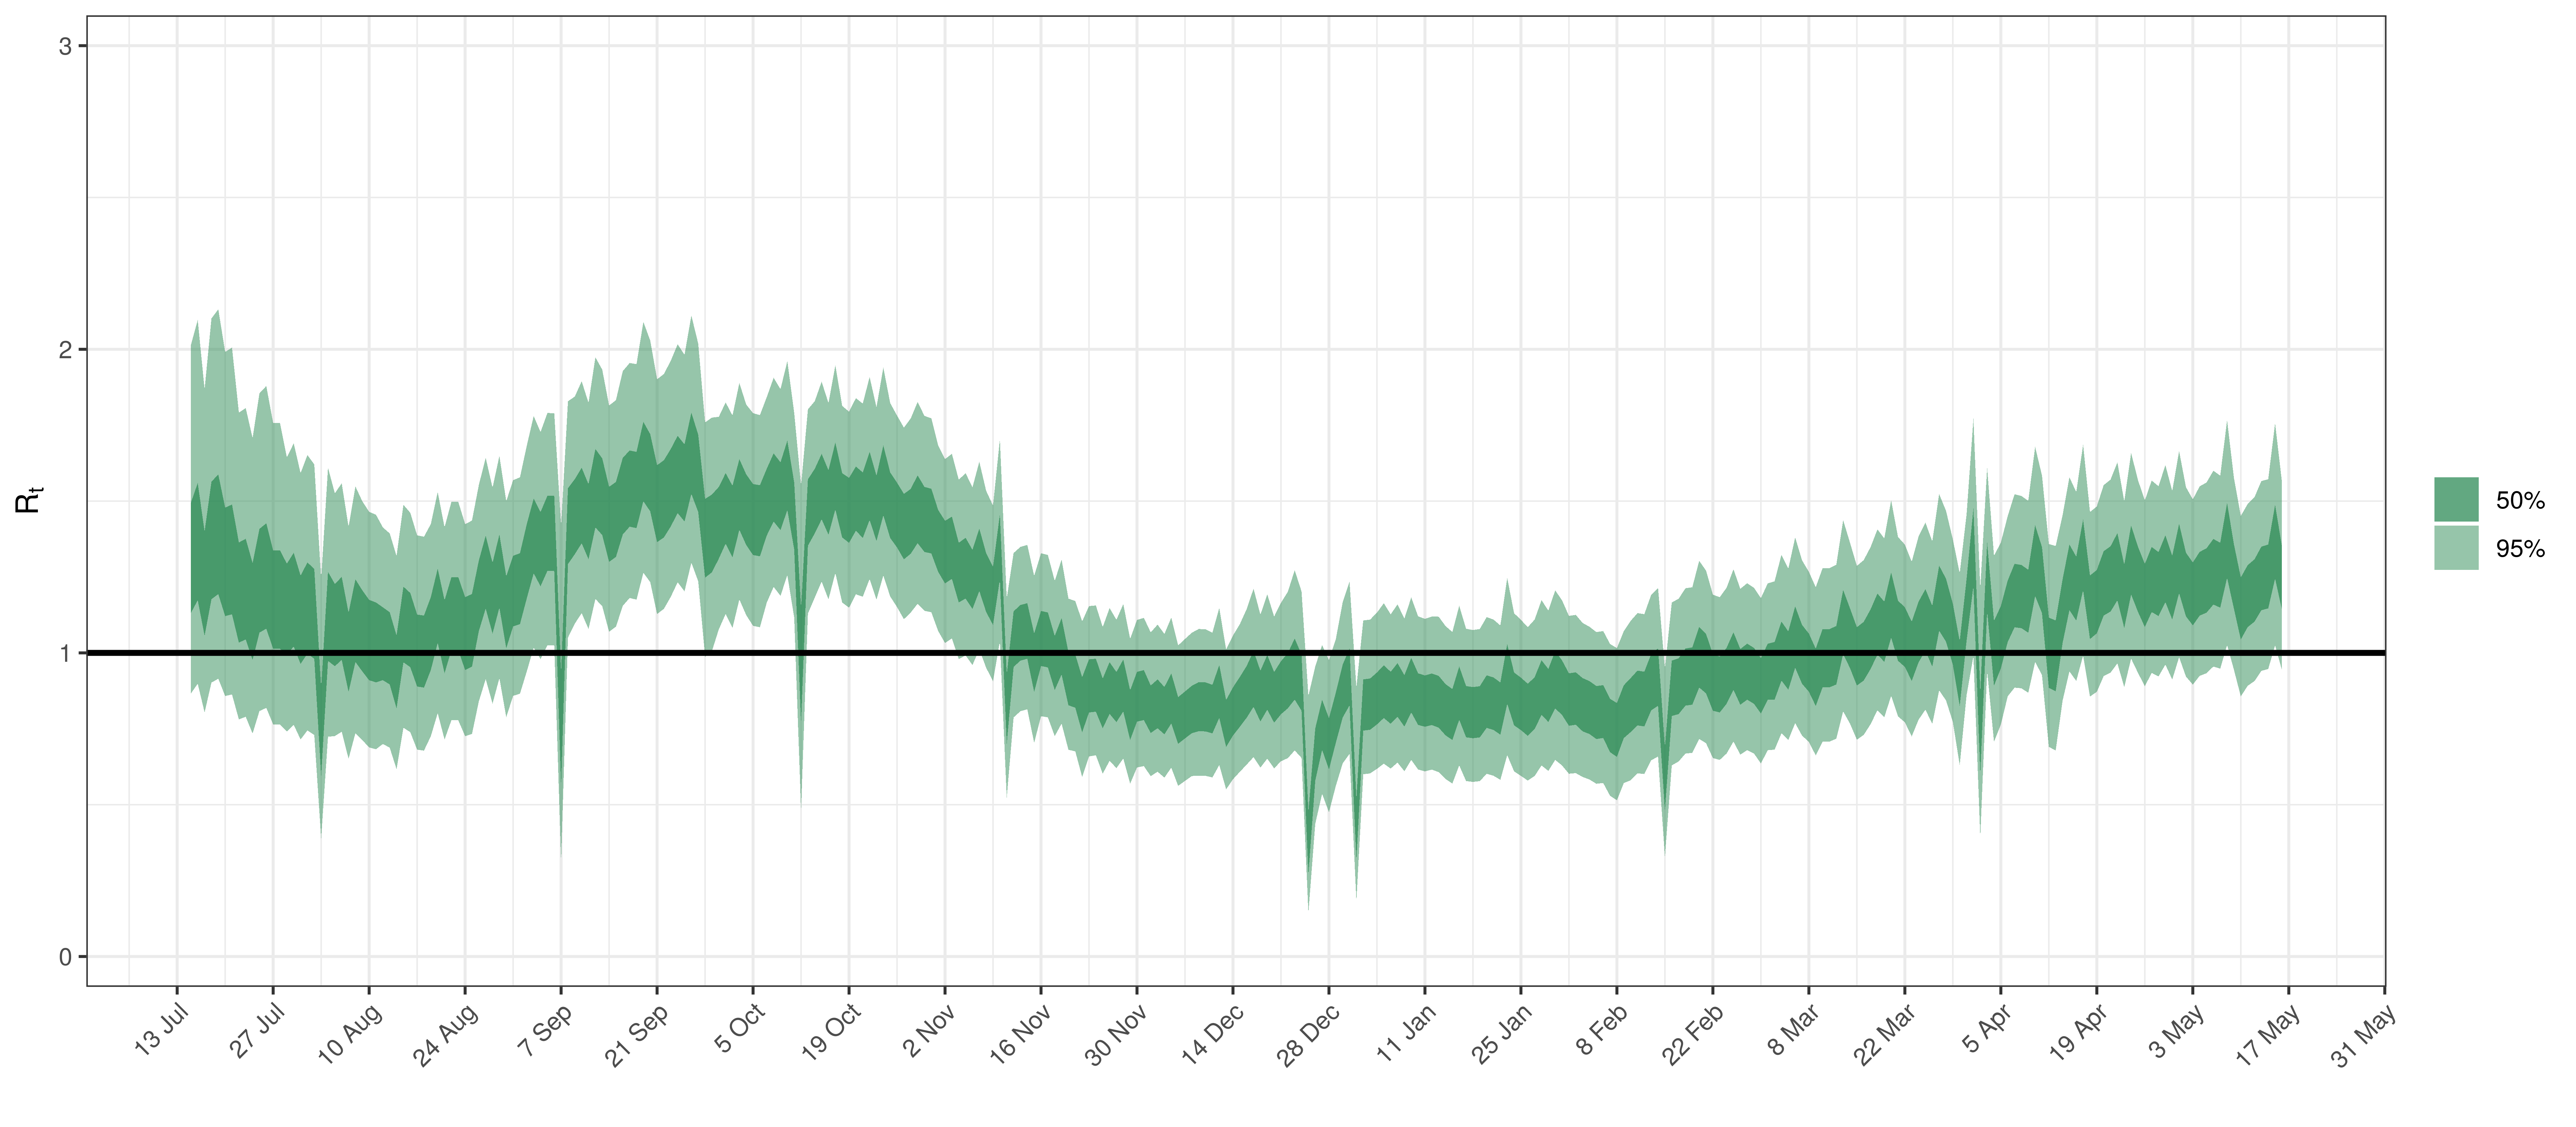 3
2
1
0
Rt
13 Jul
27 Jul
10 Aug
24 Aug
7 Sep
21 Sep
5 Oct
19 Oct
2 Nov
16 Nov
30 Nov
14 Dec
28 Dec
11 Jan
25 Jan
8 Feb
22 Feb
8 Mar
22 Mar
5 Apr
19 Apr
3 May
17 May
31 May
50%
95%